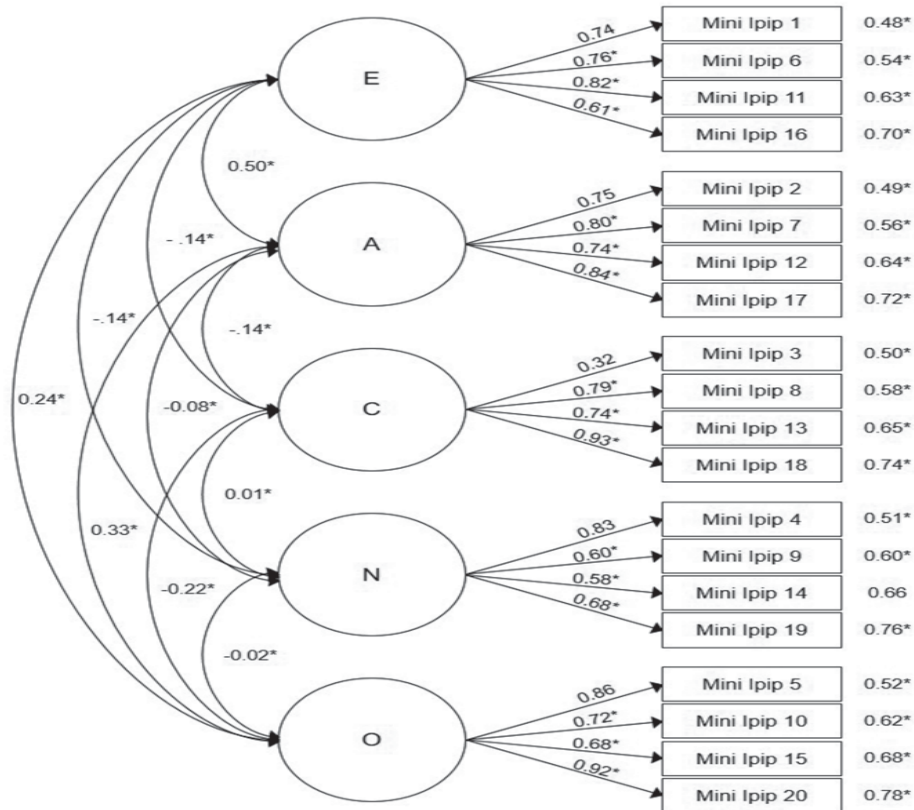 0.74 Mini Ipip 1 0.48*
0.76* Mini Ipip 6 0.54*
E 0.82* Mini Ipip 11 0.63*
0.61* Mini Ipip 16 0.70*
0.50*
0.75 Mini Ipip 2 0.49*
0.80* Mini Ipip 7 0.56*
- .14* A 0.74* Mini Ipip 12 0.64*
0.84* Mini Ipip 17 0.72*
-.14* -.14*
0.32 Mini Ipip 3 0.50*
0.79* Mini Ipip 8 0.58*
0.24* -0.08* C 0.74* Mini Ipip 13 0.65*
0.93* Mini Ipip 18 0.74*
0.01*
0.83 Mini Ipip 4 0.51*
0.33* 0.60* Mini Ipip 9 0.60*
-0.22* N 0.58* Mini Ipip 14 0.66
0.68* Mini Ipip 19 0.76*
-0.02*
0.86 Mini Ipip 5 0.52*
0.72* Mini Ipip 10 0.62*
O 0.68* Mini Ipip 15 0.68*
0.92* Mini Ipip 20 0.78*